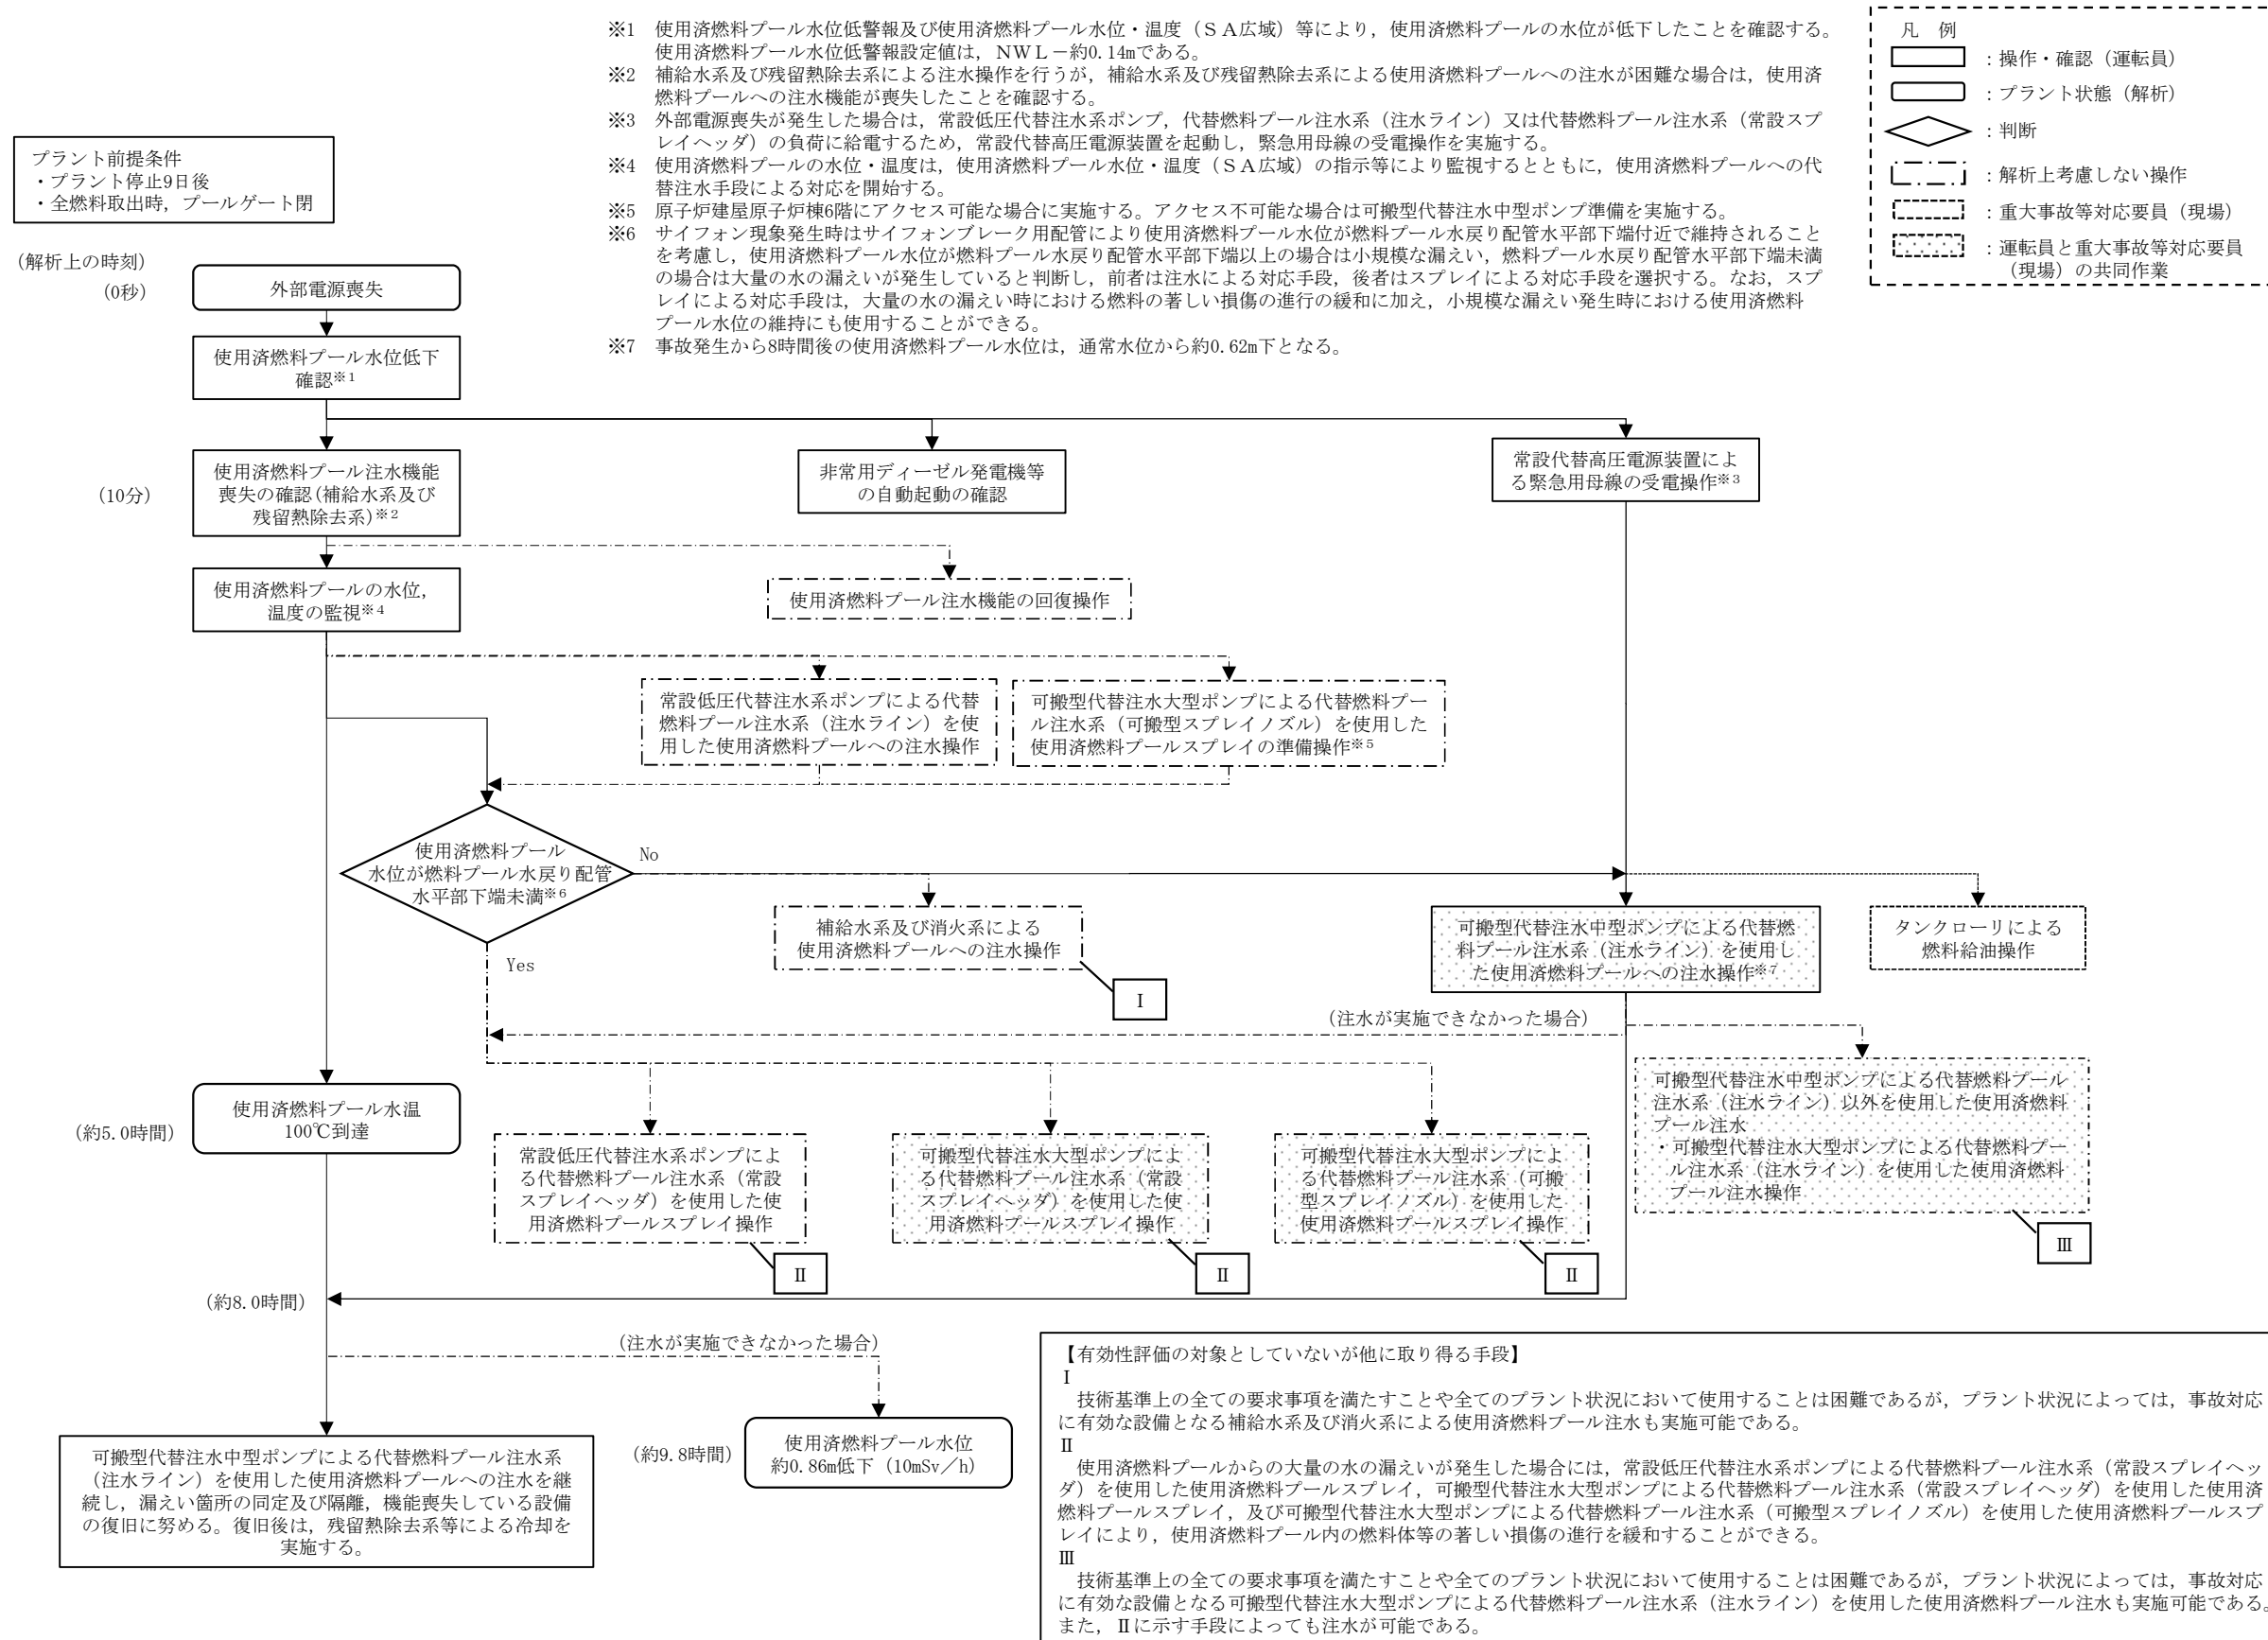 ※1 使用済燃料プール水位低警報及び使用済燃料プール水位・温度（ＳＡ広域）等により，使用済燃料プールの水位が低下したことを確認する。
使用済燃料プール水位低警報設定値は，ＮＷＬ－約0.14mである。
※2 補給水系及び残留熱除去系による注水操作を行うが，補給水系及び残留熱除去系による使用済燃料プールへの注水が困難な場合は，使用済
燃料プールへの注水機能が喪失したことを確認する。
※3 外部電源喪失が発生した場合は，常設低圧代替注水系ポンプ，代替燃料プール注水系（注水ライン）又は代替燃料プール注水系（常設スプ
レイヘッダ）の負荷に給電するため，常設代替高圧電源装置を起動し，緊急用母線の受電操作を実施する。
※4 使用済燃料プールの水位・温度は，使用済燃料プール水位・温度（ＳＡ広域）の指示等により監視するとともに，使用済燃料プールへの代
替注水手段による対応を開始する。
※5 原子炉建屋原子炉棟6階にアクセス可能な場合に実施する。アクセス不可能な場合は可搬型代替注水中型ポンプ準備を実施する。
※6 サイフォン現象発生時はサイフォンブレーク用配管により使用済燃料プール水位が燃料プール水戻り配管水平部下端付近で維持されること
を考慮し，使用済燃料プール水位が燃料プール水戻り配管水平部下端以上の場合は小規模な漏えい，燃料プール水戻り配管水平部下端未満
の場合は大量の水の漏えいが発生していると判断し，前者は注水による対応手段，後者はスプレイによる対応手段を選択する。なお，スプ
レイによる対応手段は，大量の水の漏えい時における燃料の著しい損傷の進行の緩和に加え，小規模な漏えい発生時における使用済燃料
プール水位の維持にも使用することができる。
※7 事故発生から8時間後の使用済燃料プール水位は，通常水位から約0.62m下となる。
凡 例
：操作・確認（運転員）
：プラント状態（解析）
：判断
：解析上考慮しない操作
：重大事故等対応要員（現場）
：運転員と重大事故等対応要員
（現場）の共同作業
プラント前提条件
・プラント停止9日後
・全燃料取出時，プールゲート閉
（解析上の時刻）
（0秒）
外部電源喪失
使用済燃料プール水位低下
確認※1
（10分）
使用済燃料プール注水機能
喪失の確認（補給水系及び
残留熱除去系）※2
非常用ディーゼル発電機等
の自動起動の確認
常設代替高圧電源装置によ
る緊急用母線の受電操作※3
使用済燃料プールの水位，
温度の監視※4
使用済燃料プール注水機能の回復操作
常設低圧代替注水系ポンプによる代替
燃料プール注水系（注水ライン）を使
用した使用済燃料プールへの注水操作
可搬型代替注水大型ポンプによる代替燃料プー
ル注水系（可搬型スプレイノズル）を使用した
使用済燃料プールスプレイの準備操作※5
使用済燃料プール
水位が燃料プール水戻り配管
水平部下端未満※6
No
Yes
補給水系及び消火系による
使用済燃料プールへの注水操作
Ⅰ
可搬型代替注水中型ポンプによる代替燃
料プール注水系（注水ライン）を使用し
た使用済燃料プールへの注水操作※7
タンクローリによる
燃料給油操作
（注水が実施できなかった場合）
（約5.0時間）
使用済燃料プール水温
100℃到達
常設低圧代替注水系ポンプによ
る代替燃料プール注水系（常設
スプレイヘッダ）を使用した使
用済燃料プールスプレイ操作
Ⅱ
可搬型代替注水大型ポンプによ
る代替燃料プール注水系（常設
スプレイヘッダ）を使用した使
用済燃料プールスプレイ操作
Ⅱ
可搬型代替注水大型ポンプによ
る代替燃料プール注水系（可搬
型スプレイノズル）を使用した
使用済燃料プールスプレイ操作
Ⅱ
可搬型代替注水中型ポンプによる代替燃料プール
注水系（注水ライン）以外を使用した使用済燃料
プール注水
・可搬型代替注水大型ポンプによる代替燃料プー
ル注水系（注水ライン）を使用した使用済燃料
プール注水操作
Ⅲ
（約8.0時間）
（注水が実施できなかった場合）
（約9.8時間）
使用済燃料プール水位
約0.86m低下（10mSv／h）
可搬型代替注水中型ポンプによる代替燃料プール注水系
（注水ライン）を使用した使用済燃料プールへの注水を継
続し，漏えい箇所の同定及び隔離，機能喪失している設備
の復旧に努める。復旧後は，残留熱除去系等による冷却を
実施する。
【有効性評価の対象としていないが他に取り得る手段】
Ⅰ
技術基準上の全ての要求事項を満たすことや全てのプラント状況において使用することは困難であるが，プラント状況によっては，事故対応
に有効な設備となる補給水系及び消火系による使用済燃料プール注水も実施可能である。
Ⅱ
使用済燃料プールからの大量の水の漏えいが発生した場合には，常設低圧代替注水系ポンプによる代替燃料プール注水系（常設スプレイヘッ
ダ）を使用した使用済燃料プールスプレイ，可搬型代替注水大型ポンプによる代替燃料プール注水系（常設スプレイヘッダ）を使用した使用済
燃料プールスプレイ，及び可搬型代替注水大型ポンプによる代替燃料プール注水系（可搬型スプレイノズル）を使用した使用済燃料プールスプ
レイにより，使用済燃料プール内の燃料体等の著しい損傷の進行を緩和することができる。
Ⅲ
技術基準上の全ての要求事項を満たすことや全てのプラント状況において使用することは困難であるが，プラント状況によっては，事故対応
に有効な設備となる可搬型代替注水大型ポンプによる代替燃料プール注水系（注水ライン）を使用した使用済燃料プール注水も実施可能である。
また，Ⅱに示す手段によっても注水が可能である。